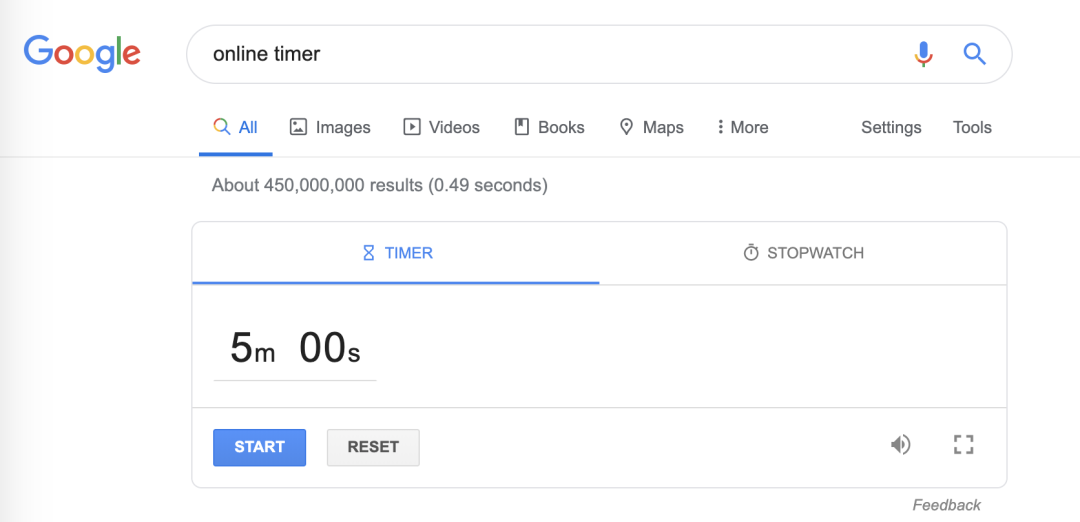 Google online timer
All Images Videos Books Maps More Settings Tools
About 450,000,000 results (0.49 seconds)
TIMER STOPWATCH
5m 00s
START RESET
Feedback